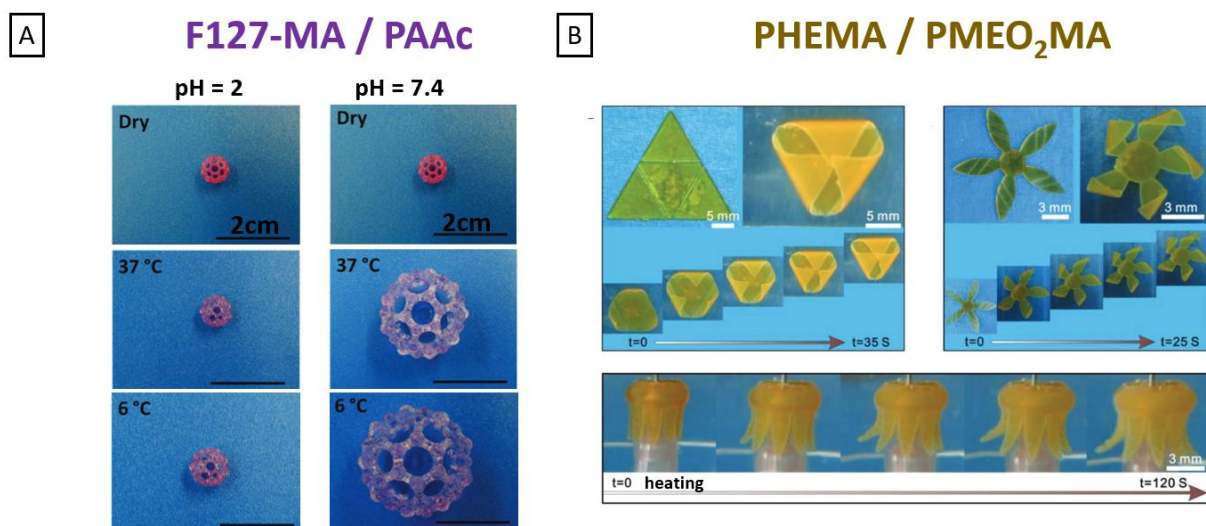 A
F127-MA / PAAc
pH = 2
pH = 7.4
Dry
Dry
2cm
2cm
37 °C
37 °C
6 °C
6 °C
B
PHEMA / PMEO₂MA
5 mm
5 mm
t=0
t=35 S
3 mm
3 mm
t=0
t=25 S
3 mm
t=0 heating
t=120 S